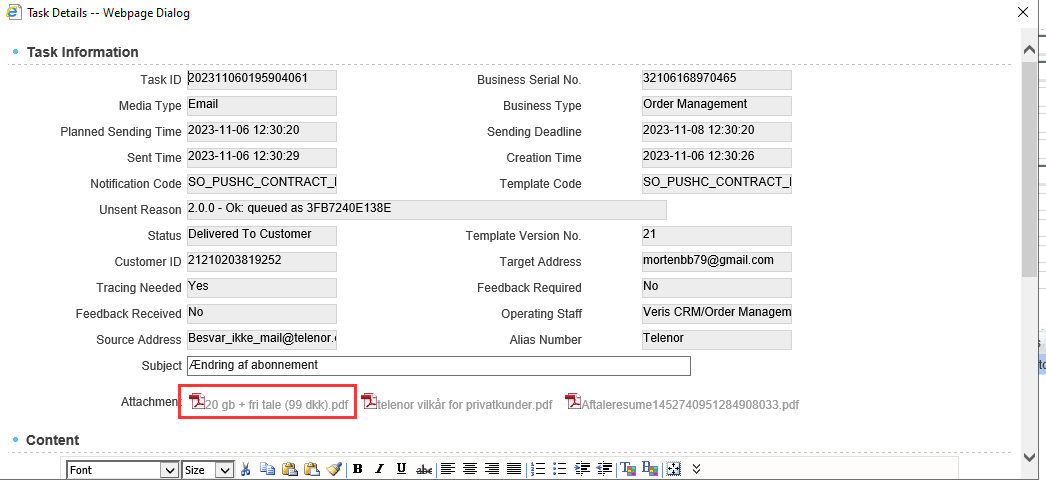 Task Details -- Webpage Dialog
Task Information
Task ID 202311060195904061 Business Serial No. 32106168970465
Media Type Email Business Type Order Management
Planned Sending Time 2023-11-06 12:30:20 Sending Deadline 2023-11-08 12:30:20
Sent Time 2023-11-06 12:30:29 Creation Time 2023-11-06 12:30:26
Notification Code SO_PUSHC_CONTRACT_ Template Code SO_PUSHC_CONTRACT_
Unsent Reason 2.0.0 - Ok: queued as 3FB7240E138E
Status Delivered To Customer Template Version No. 21
Customer ID 21210203819252 Target Address mortenbb79@gmail.com
Tracing Needed Yes Feedback Required No
Feedback Received No Operating Staff Veris CRM/Order Managem
Source Address Besvar_ikke_mail@telenor. Alias Number Telenor
Subject Ændring af abonnement
Attachment 20 gb + fri tale (99 dkk).pdf telenor vilkår for privatkunder.pdf Aftaleresume1452740951284908033.pdf
Content
Font Size B I U abc